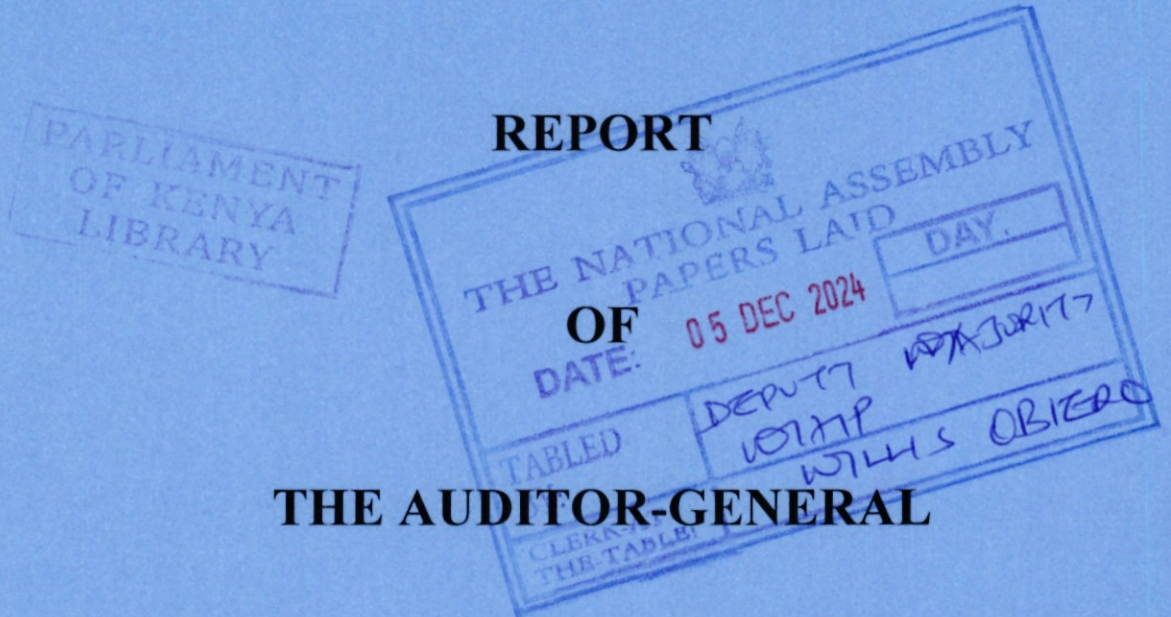 REPORT
PARLIAMENT
OF KENYA
LIBRARY
THE NATIONAL ASSEMBLY
PAPERS LAID
DAY.
OF
DATE: 05 DEC 2024
DEPUTY MAJORITY
WHIP
TABLED
WILLIS OBIERO
THE AUDITOR-GENERAL
CLERK-
THE-TABLE: